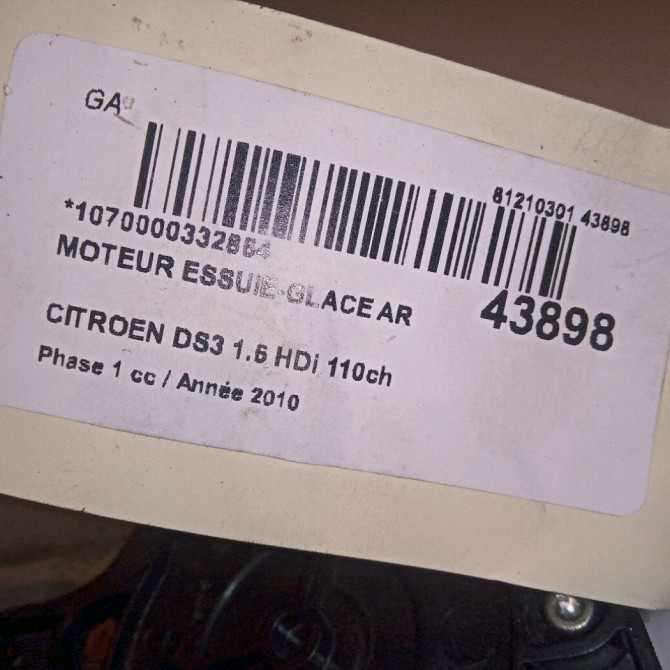 GA
81210301 43898
*1070000332864
MOTEUR ESSUIE-GLACE AR
43898
CITROEN DS3 1.6 HDi 110ch
Phase 1 cc / Année 2010